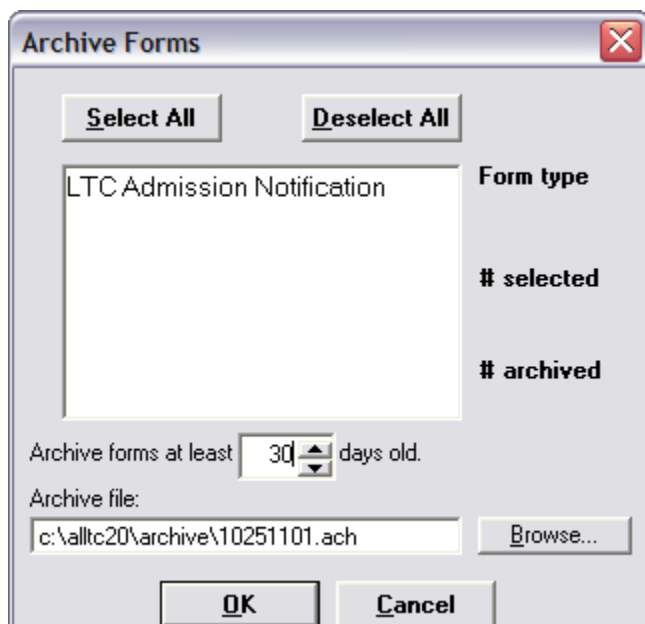 Archive Forms
Select All Deselect All
LTC Admission Notification
Form type
# selected
# archived
Archive forms at least 30 days old.
Archive file:
c:\alltc20\archive\10251101.ach Browse...
OK Cancel